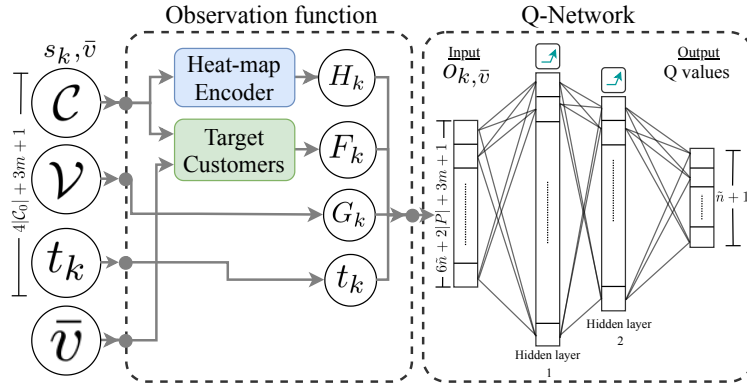 Observation function
Q-Network
s_k, v̄
𝒞
𝒱
t_k
v̄
4|𝒞_0| + 3m + 1
Heat-map
Encoder
Target
Customers
H_k
F_k
G_k
t_k
Input
O_{k,v̄}
6ñ + 2|P| + 3m + 1
Hidden layer
1
Hidden layer
2
Output
Q values
ñ + 1